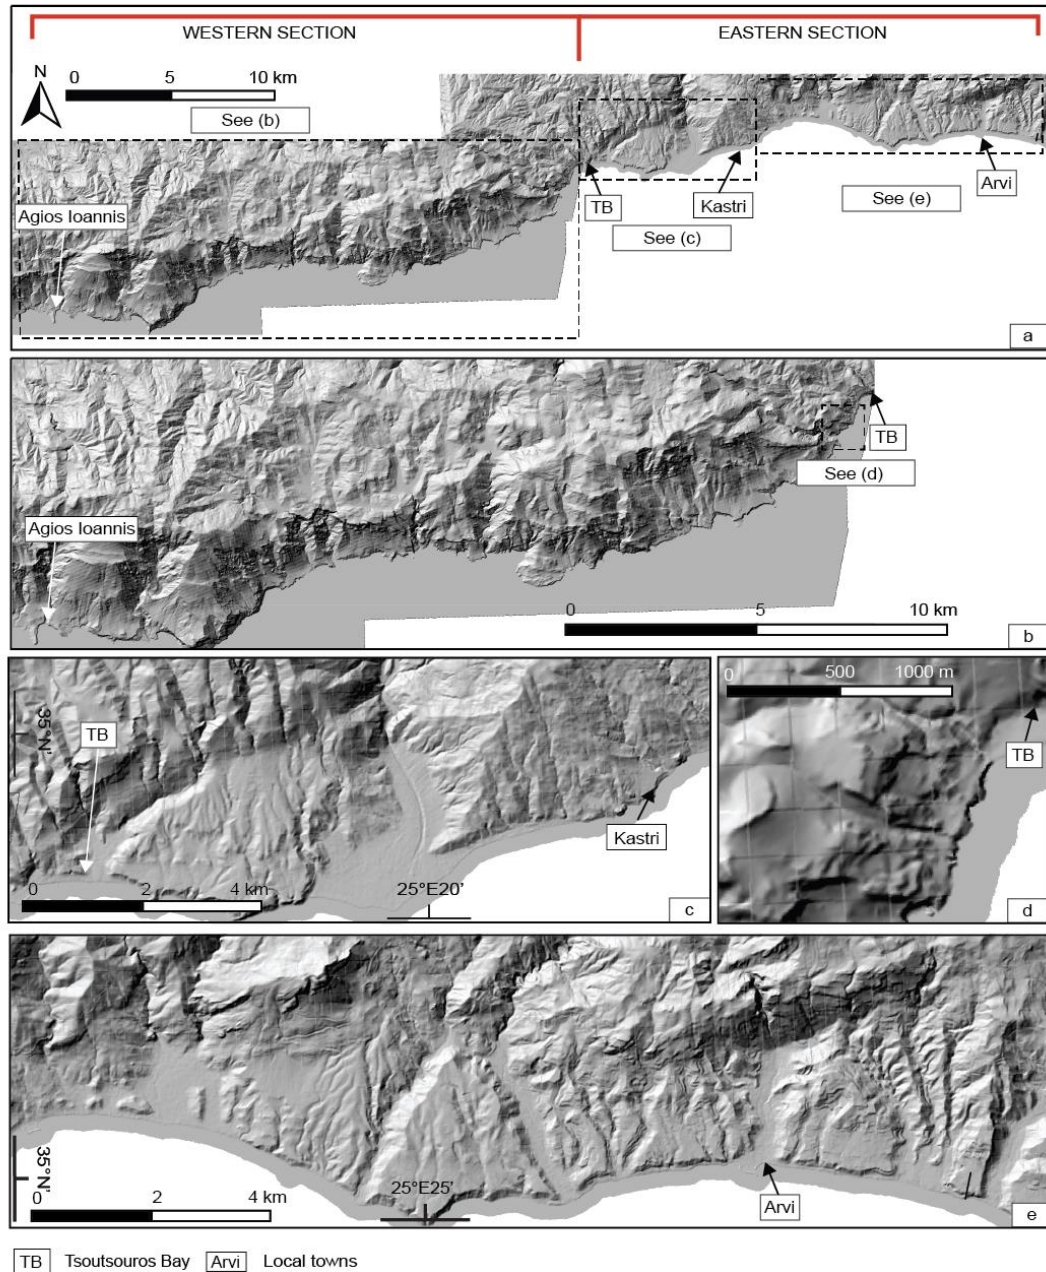 WESTERN SECTION
EASTERN SECTION
N
0 5 10 km
See (b)
Agios Ioannis
TB
Kastri
Arvi
See (c)
See (e)
a
TB
See (d)
Agios Ioannis
0 5 10 km
b
35°N'
TB
Kastri
0 2 4 km
25°E20'
c
0 500 1000 m
TB
d
35°N'
0 2 4 km
25°E25'
Arvi
e
TB Tsoutsouros Bay Arvi Local towns